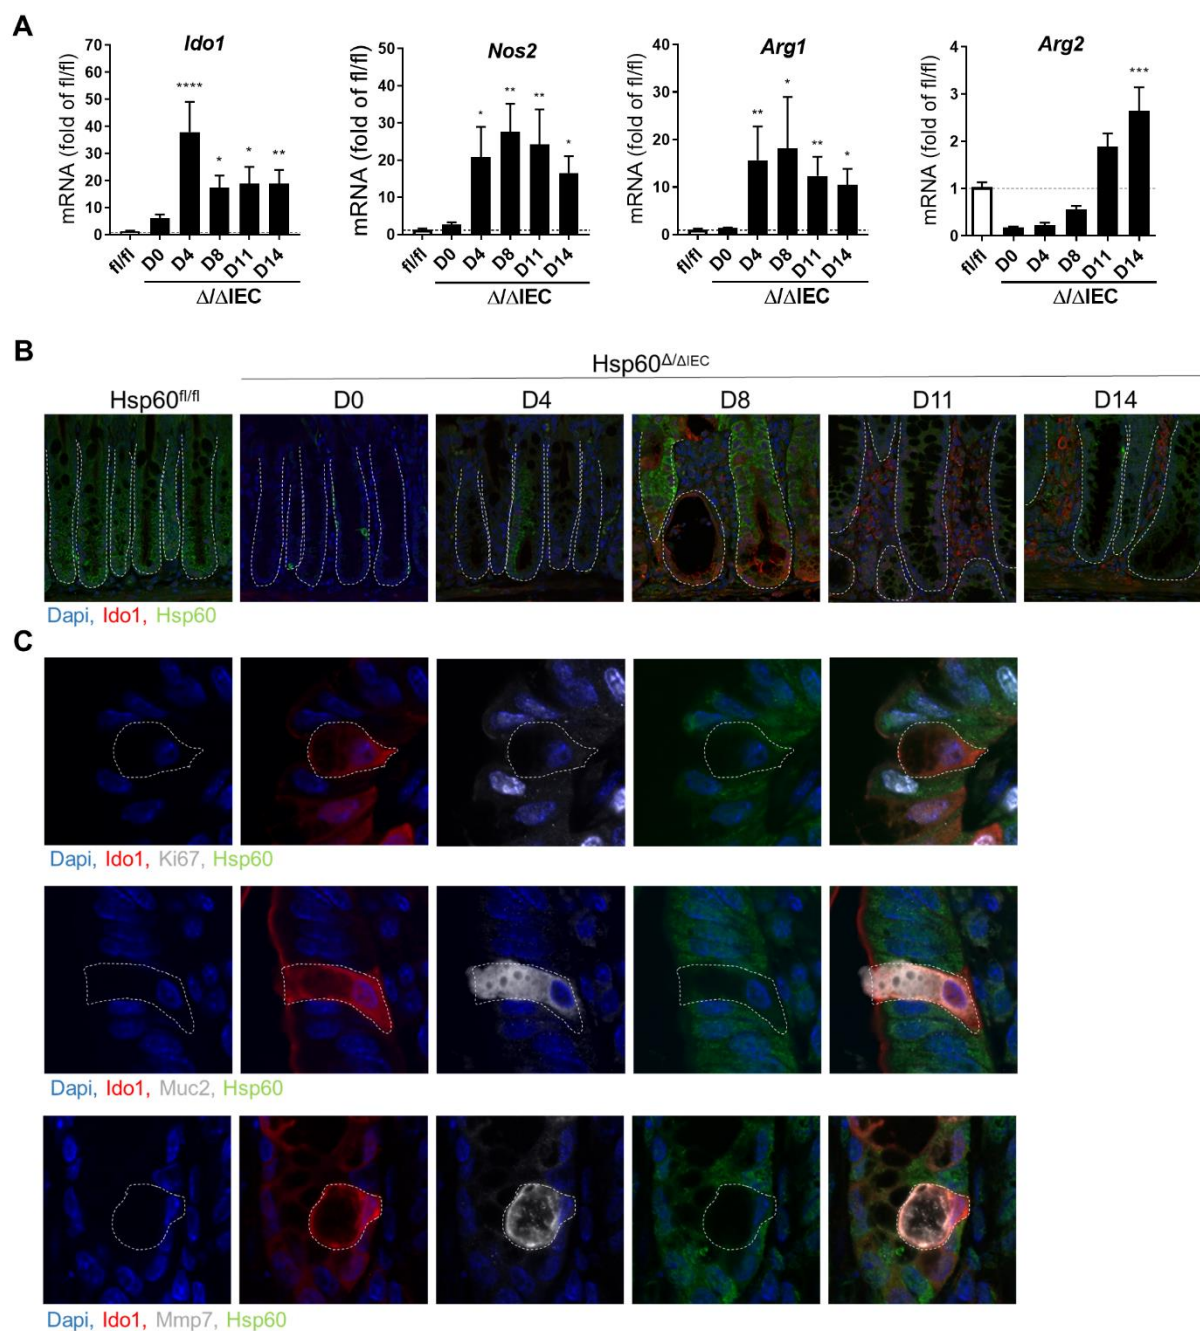 A
Ido1
mRNA (fold of fl/fl)
70
60
50
40
30
20
10
0
****
*
*
**
fl/fl
D0
D4
D8
D11
D14
Δ/ΔIEC
Nos2
mRNA (fold of fl/fl)
50
40
30
20
10
0
*
**
**
*
fl/fl
D0
D4
D8
D11
D14
Δ/ΔIEC
Arg1
mRNA (fold of fl/fl)
40
30
20
10
0
**
*
**
*
fl/fl
D0
D4
D8
D11
D14
Δ/ΔIEC
Arg2
mRNA (fold of fl/fl)
4
3
2
1
0
***
fl/fl
D0
D4
D8
D11
D14
Δ/ΔIEC
B
Hsp60Δ/ΔIEC
Hsp60fl/fl D0 D4 D8 D11 D14
Dapi, Ido1, Hsp60
C
Dapi, Ido1, Ki67, Hsp60
Dapi, Ido1, Muc2, Hsp60
Dapi, Ido1, Mmp7, Hsp60